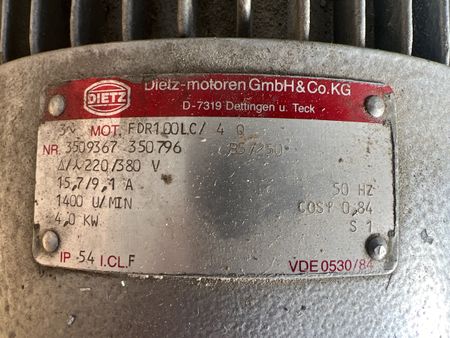 DIETZ
Dietz-motoren GmbH & Co. KG
D-7319 Dettingen u. Teck
3~ MOT. FDR100LC/ 4 Q
NR. 3509367 350796
Δ/⅄ 220/380 V
15,7/9,1 A 50 HZ
1400 U/MIN COSφ 0,84
4,0 KW S 1
IP 54 I.CL.F VDE 0530/84